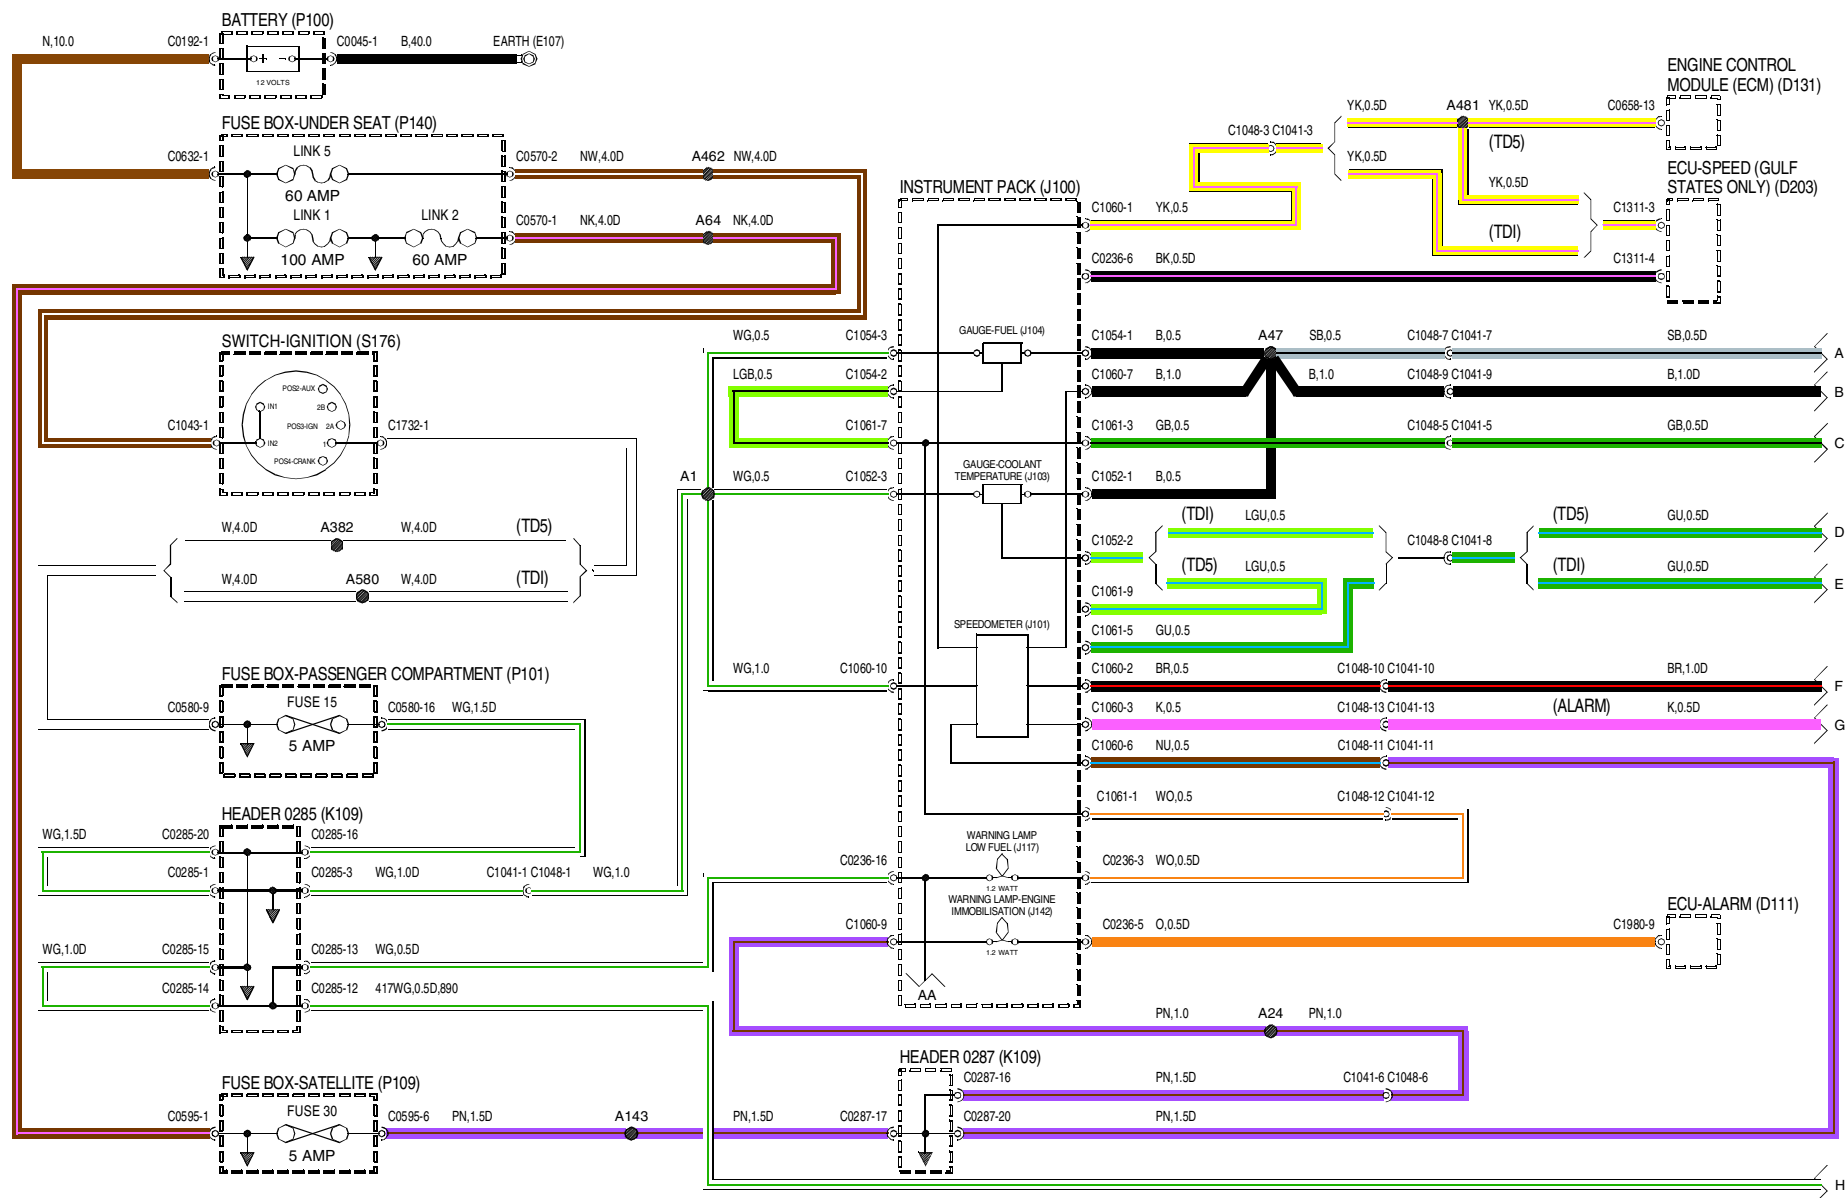 BATTERY (P100)
N,10.0
C0192-1
C0045-1
B,40.0
EARTH (E107)
12 VOLTS
FUSE BOX-UNDER SEAT (P140)
C0632-1
LINK 5
60 AMP
C0570-2
NW,4.0D
A462
NW,4.0D
LINK 1
100 AMP
LINK 2
60 AMP
C0570-1
NK,4.0D
A64
NK,4.0D
SWITCH-IGNITION (S176)
POS2-AUX
IN1
2B
POS3-IGN
2A
IN2
1
POS4-CRANK
C1043-1
C1732-1
W,4.0D
A382
W,4.0D
(TD5)
W,4.0D
A580
W,4.0D
(TDI)
FUSE BOX-PASSENGER COMPARTMENT (P101)
C0580-9
FUSE 15
5 AMP
C0580-16
WG,1.5D
HEADER 0285 (K109)
WG,1.5D
C0285-20
C0285-16
C0285-1
C0285-3
WG,1.0D
C1041-1 C1048-1
WG,1.0
WG,1.0D
C0285-15
C0285-13
WG,0.5D
C0285-14
C0285-12
417WG,0.5D,890
FUSE BOX-SATELLITE (P109)
C0595-1
FUSE 30
5 AMP
C0595-6
PN,1.5D
A143
PN,1.5D
C0287-17
A1
WG,0.5
C1054-3
LGB,0.5
C1054-2
C1061-7
WG,0.5
C1052-3
WG,1.0
C1060-10
C0236-16
C1060-9
INSTRUMENT PACK (J100)
GAUGE-FUEL (J104)
GAUGE-COOLANT
TEMPERATURE (J103)
SPEEDOMETER (J101)
WARNING LAMP
LOW FUEL (J117)
1.2 WATT
WARNING LAMP-ENGINE
IMMOBILISATION (J142)
1.2 WATT
AA
HEADER 0287 (K109)
C0287-16
PN,1.5D
C1041-6 C1048-6
C0287-20
PN,1.5D
PN,1.0
A24
PN,1.0
C1060-1
YK,0.5
C1048-3 C1041-3
YK,0.5D
A481
YK,0.5D
C0658-13
(TD5)
YK,0.5D
YK,0.5D
(TDI)
C1311-3
ENGINE CONTROL
MODULE (ECM) (D131)
ECU-SPEED (GULF
STATES ONLY) (D203)
C0236-6
BK,0.5D
C1311-4
C1054-1
B,0.5
A47
SB,0.5
C1048-7 C1041-7
SB,0.5D
A
C1060-7
B,1.0
B,1.0
C1048-9 C1041-9
B,1.0D
B
C1061-3
GB,0.5
C1048-5 C1041-5
GB,0.5D
C
C1052-1
B,0.5
C1052-2
(TDI)
LGU,0.5
(TD5)
LGU,0.5
C1048-8 C1041-8
(TD5)
GU,0.5D
D
(TDI)
GU,0.5D
E
C1061-9
C1061-5
GU,0.5
C1060-2
BR,0.5
C1048-10 C1041-10
BR,1.0D
F
C1060-3
K,0.5
C1048-13 C1041-13
(ALARM)
K,0.5D
G
C1060-6
NU,0.5
C1048-11 C1041-11
C1061-1
WO,0.5
C1048-12 C1041-12
C0236-3
WO,0.5D
C0236-5
O,0.5D
C1980-9
ECU-ALARM (D111)
H